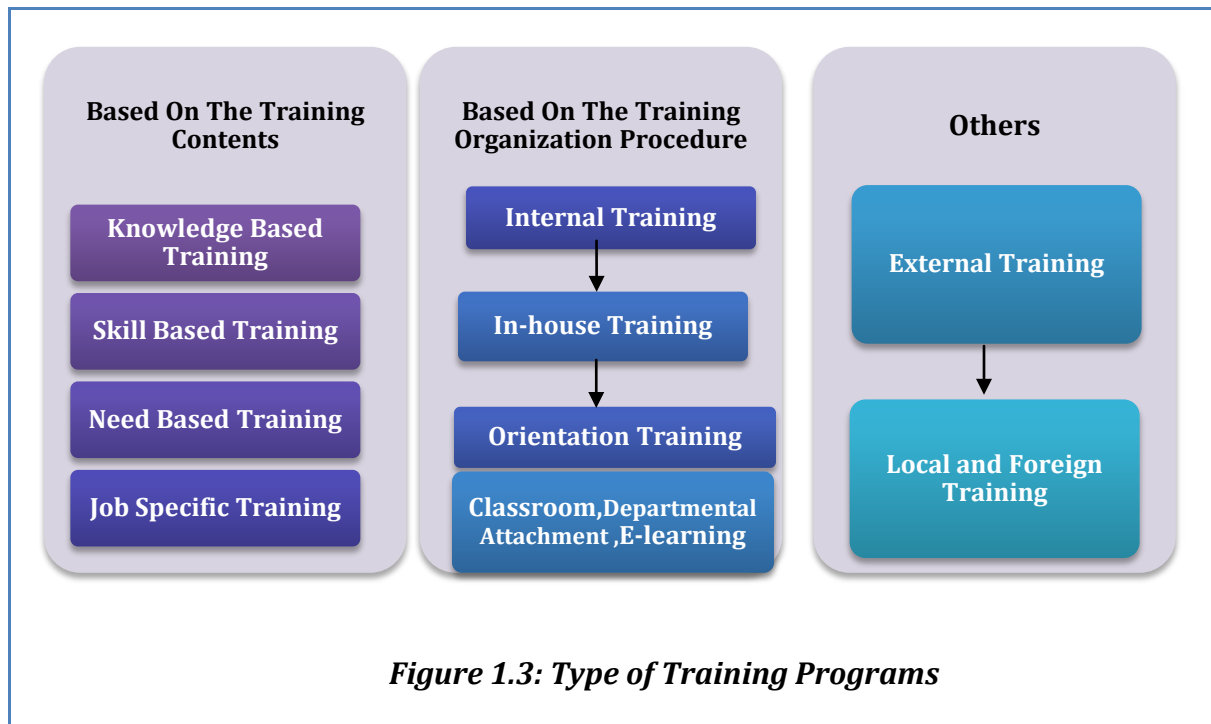 Based On The Training
Contents
Knowledge Based
Training
Skill Based Training
Need Based Training
Job Specific Training
Based On The Training
Organization Procedure
Internal Training
In-house Training
Orientation Training
Classroom,Departmental
Attachment ,E-learning
Others
External Training
Local and Foreign
Training
Figure 1.3: Type of Training Programs